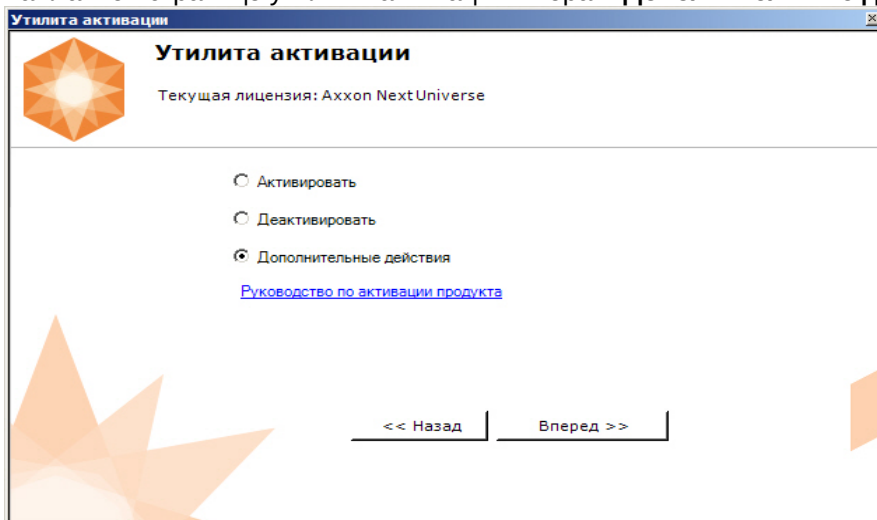 Утилита активации
Утилита активации
Текущая лицензия: Axxon Next Universe
Активировать
Деактивировать
Дополнительные действия
Руководство по активации продукта
<< Назад
Вперед >>